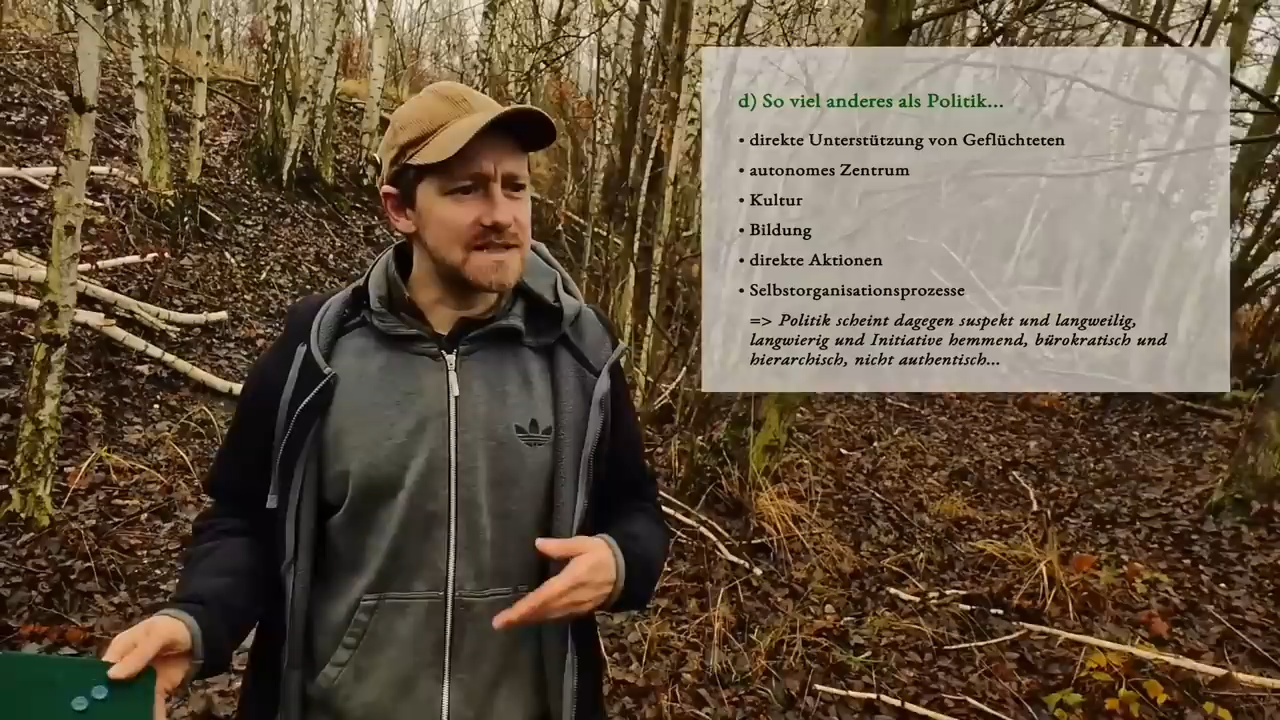 d) So viel anderes als Politik...
• direkte Unterstützung von Geflüchteten
• autonomes Zentrum
• Kultur
• Bildung
• direkte Aktionen
• Selbstorganisationsprozesse
=> Politik scheint dagegen suspekt und langweilig,
langwierig und Initiative hemmend, bürokratisch und
hierarchisch, nicht authentisch...